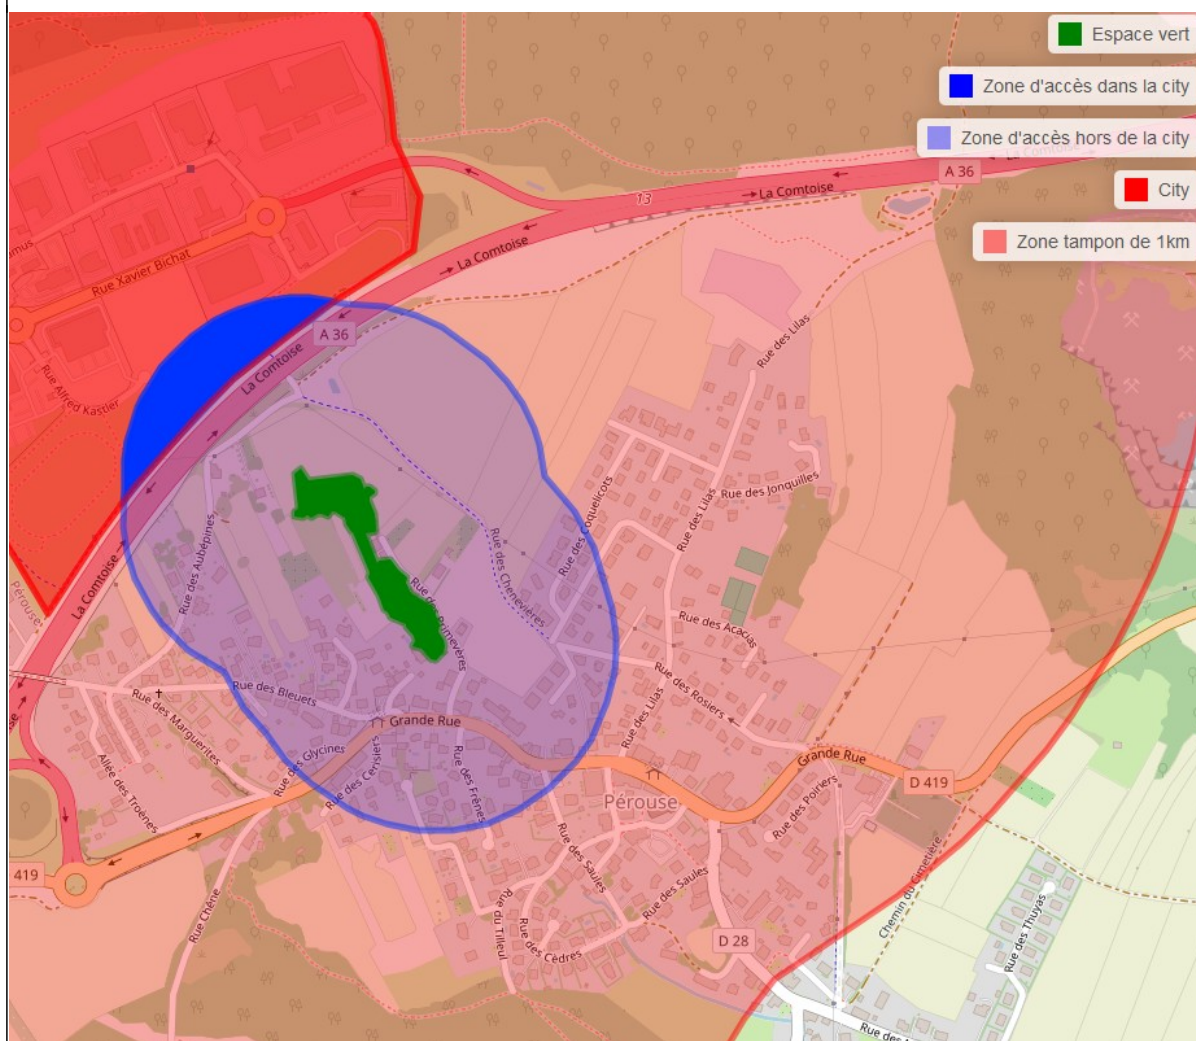 Espace vert
Zone d'accès dans la city
Zone d'accès hors de la city
City
Zone tampon de 1km
La Comtoise
A 36
La Comtoise
13
La Comtoise
Rue Xavier Bichat
A 36
La Comtoise
Rue Alfred Kastler
Rue des Lilas
Rue des Coquelicots
Rue des Jonquilles
Rue des Lilas
Rue des Aubépines
La Comtoise
Pérouse
Rue des Chenevières
Rue des Primevères
Rue des Acacias
Rue des Bleuets
Rue des Marguerites
Rue des Rosiers
Rue des Lilas
Grande Rue
Rue des Glycines
Rue des Cerisiers
Rue des Frênes
Allée des Troènes
Grande Rue
D 419
Pérouse
Rue des Poiriers
419
Rue des Saules
Rue des Saules
Rue Chêne
Rue du Tilleul
Rue des Cèdres
D 28
Chemin du Cimetière
Rue des Thuyas
Rue des